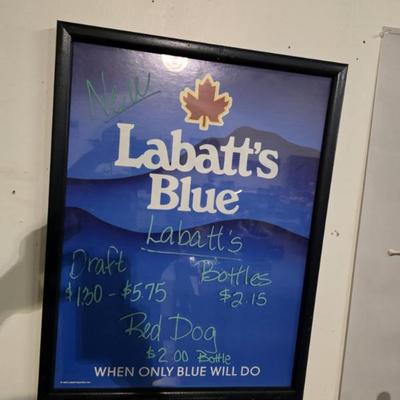 New
Labatt's
Blue
Labatt's
Draft Bottles
$1.30 - $5.75 $2.15
Red Dog
$2.00 Bottle
WHEN ONLY BLUE WILL DO